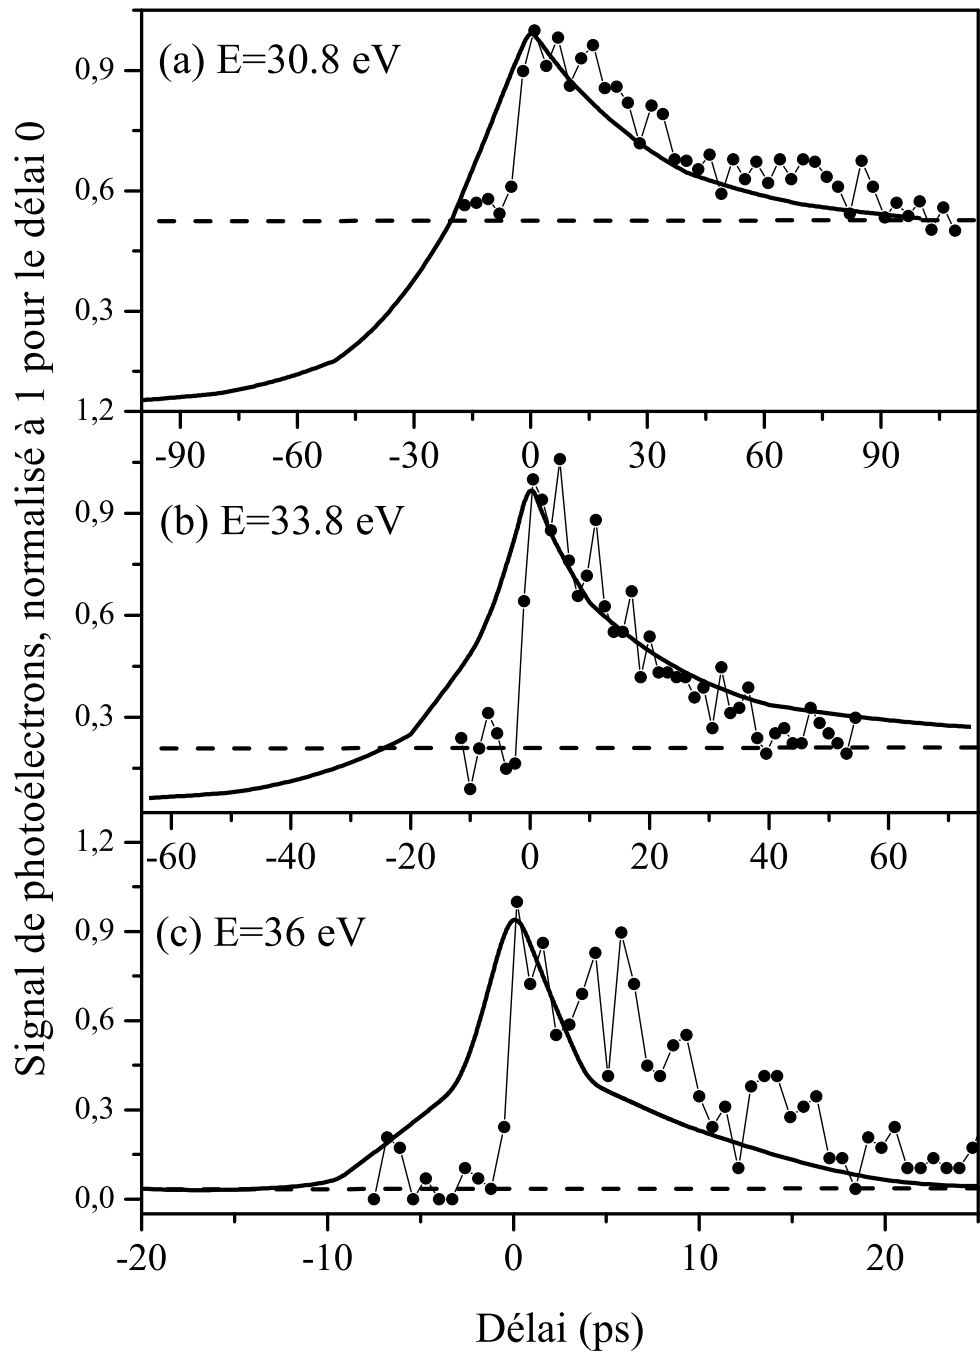 Signal de photoélectrons, normalisé à 1 pour le délai 0
(a) E=30.8 eV
0,9
0,6
0,3
-90 -60 -30 0 30 60 90
1,2
(b) E=33.8 eV
0,9
0,6
0,3
-60 -40 -20 0 20 40 60
1,2
(c) E=36 eV
0,9
0,6
0,3
0,0
-20 -10 0 10 20
Délai (ps)